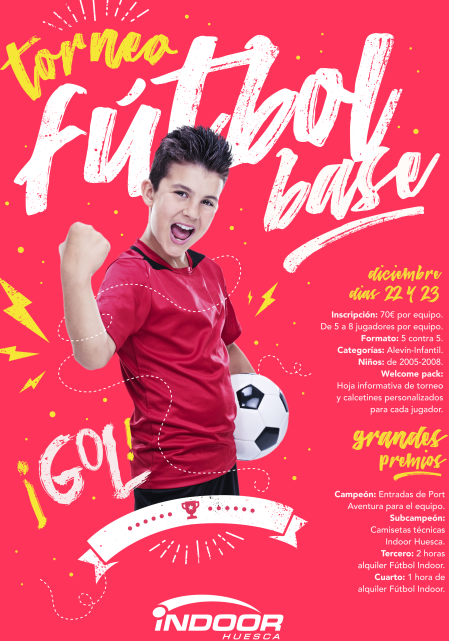 torneo
fútbol
base
diciembre
días 22 y 23
Inscripción: 70€ por equipo.
De 5 a 8 jugadores por equipo.
Formato: 5 contra 5.
Categorías: Alevín-Infantil.
Niños: de 2005-2008.
Welcome pack:
Hoja informativa de torneo
y calcetines personalizados
para cada jugador.
¡GOL!
grandes
premios
Campeón: Entradas de Port
Aventura para el equipo.
Subcampeón:
Camisetas técnicas
Indoor Huesca.
Tercero: 2 horas
alquiler Fútbol Indoor.
Cuarto: 1 hora de
alquiler Fútbol Indoor.
INDOOR
HUESCA